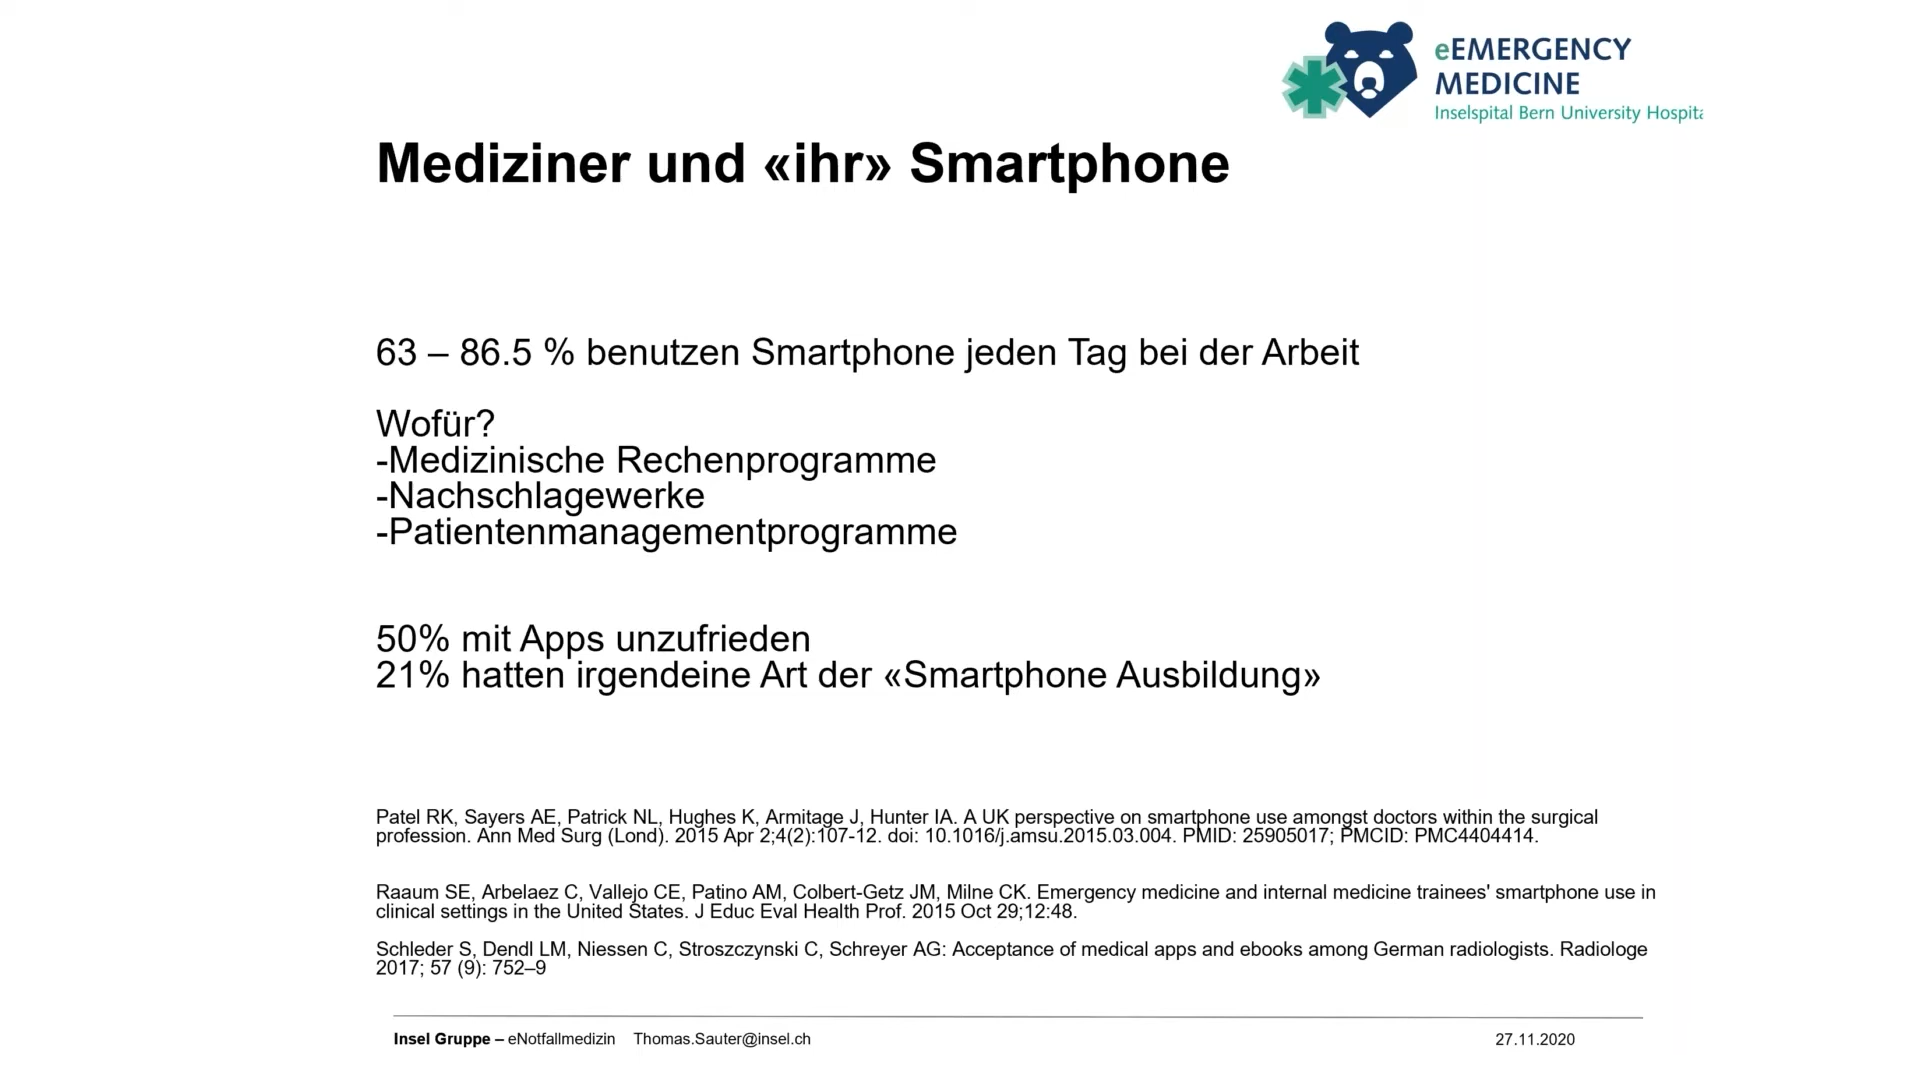 eEMERGENCY
MEDICINE
Inselspital Bern University Hospita
Mediziner und «ihr» Smartphone
63 – 86.5 % benutzen Smartphone jeden Tag bei der Arbeit
Wofür?
-Medizinische Rechenprogramme
-Nachschlagewerke
-Patientenmanagementprogramme
50% mit Apps unzufrieden
21% hatten irgendeine Art der «Smartphone Ausbildung»
Patel RK, Sayers AE, Patrick NL, Hughes K, Armitage J, Hunter IA. A UK perspective on smartphone use amongst doctors within the surgical
profession. Ann Med Surg (Lond). 2015 Apr 2;4(2):107-12. doi: 10.1016/j.amsu.2015.03.004. PMID: 25905017; PMCID: PMC4404414.
Raaum SE, Arbelaez C, Vallejo CE, Patino AM, Colbert-Getz JM, Milne CK. Emergency medicine and internal medicine trainees' smartphone use in
clinical settings in the United States. J Educ Eval Health Prof. 2015 Oct 29;12:48.
Schleder S, Dendl LM, Niessen C, Stroszczynski C, Schreyer AG: Acceptance of medical apps and ebooks among German radiologists. Radiologe
2017; 57 (9): 752–9
Insel Gruppe – eNotfallmedizin Thomas.Sauter@insel.ch 27.11.2020